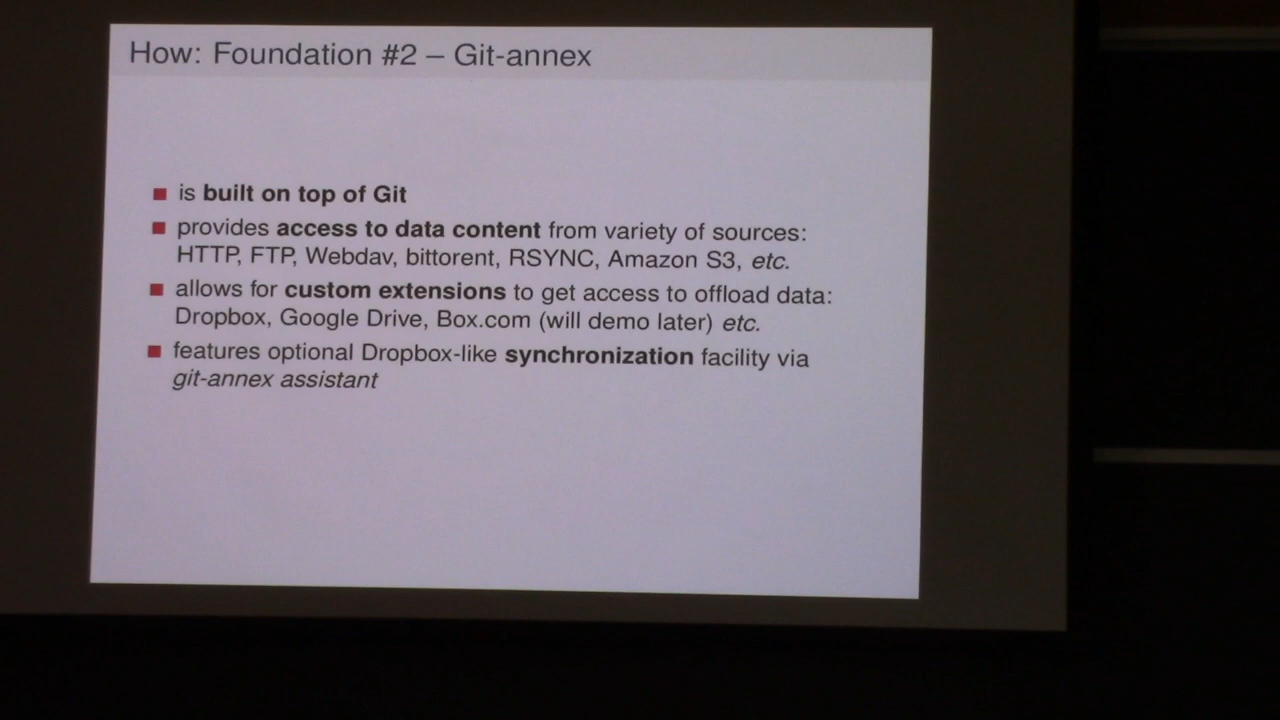 How: Foundation #2 – Git-annex
is built on top of Git
provides access to data content from variety of sources:
HTTP, FTP, Webdav, bittorent, RSYNC, Amazon S3, etc.
allows for custom extensions to get access to offload data:
Dropbox, Google Drive, Box.com (will demo later) etc.
features optional Dropbox-like synchronization facility via
git-annex assistant